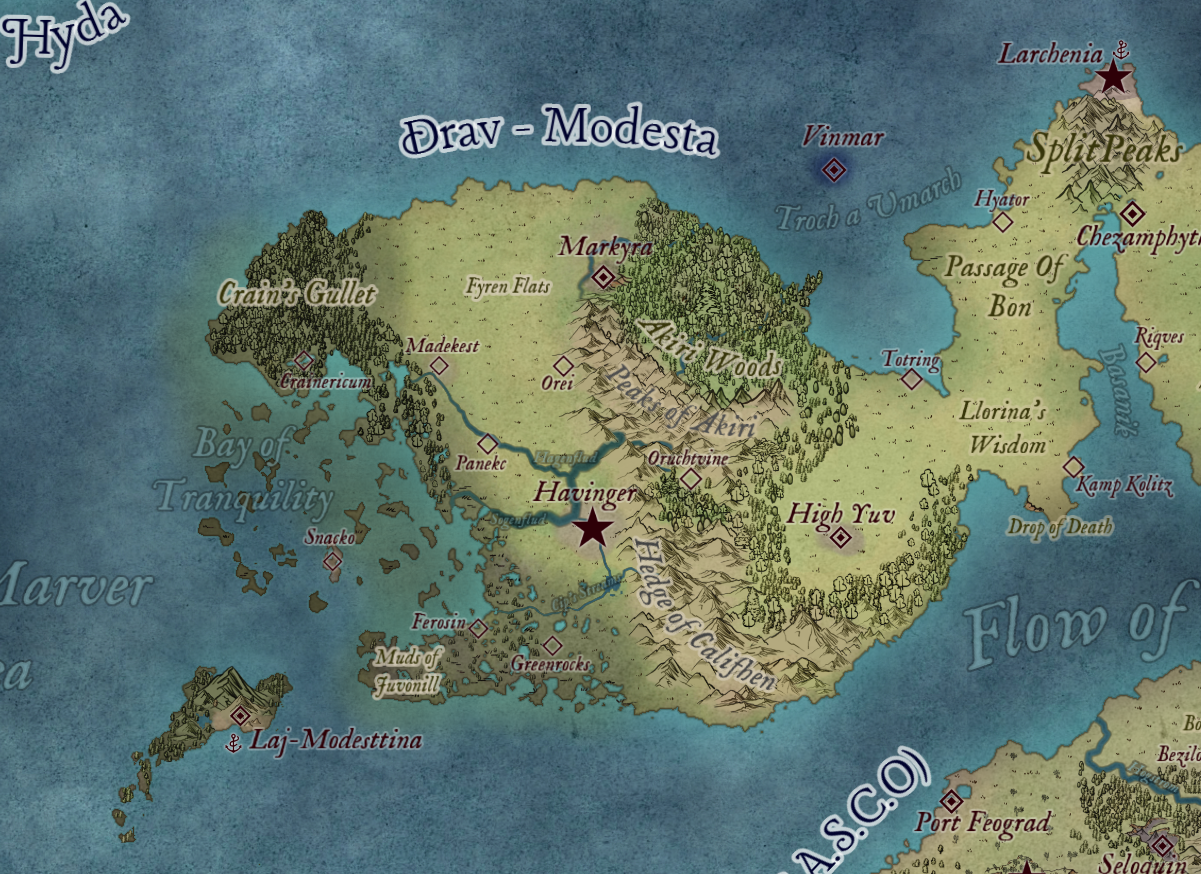 Hyda
Larchenia
Drav - Modesta
Vinmar
Split Peaks
Troch a Umarch
Hyator
Chezamphyt
Markyra
Passage Of
Bon
Crain's Gullet
Fyren Flats
Akiri Woods
Madekest
Orei
Crainericum
Peaks of Akiri
Totring
Riqves
Basanik
Llorina's
Wisdom
Bay of
Tranquility
Panekc
Oruchtvine
Kamp Kolitz
Havinger
High Yuv
Drop of Death
Snacko
Hedge of Califhen
Marver
Flow of
Ferosin
Greenrocks
Muds of
Juvonill
Laj-Modesttina
A.S.C.O)
Port Feograd
Bo
Bezilo
Seloduin